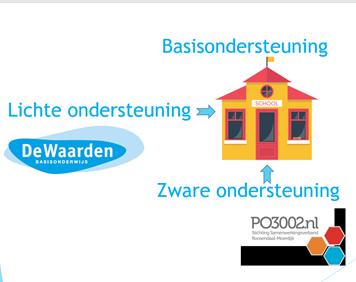 Basisondersteuning
SCHOOL
Lichte ondersteuning
DeWaarden
BASISONDERWIJS
Zware ondersteuning
PO3002.nl
Stichting Samenwerkingsverband
Roosendaal-Moerdijk